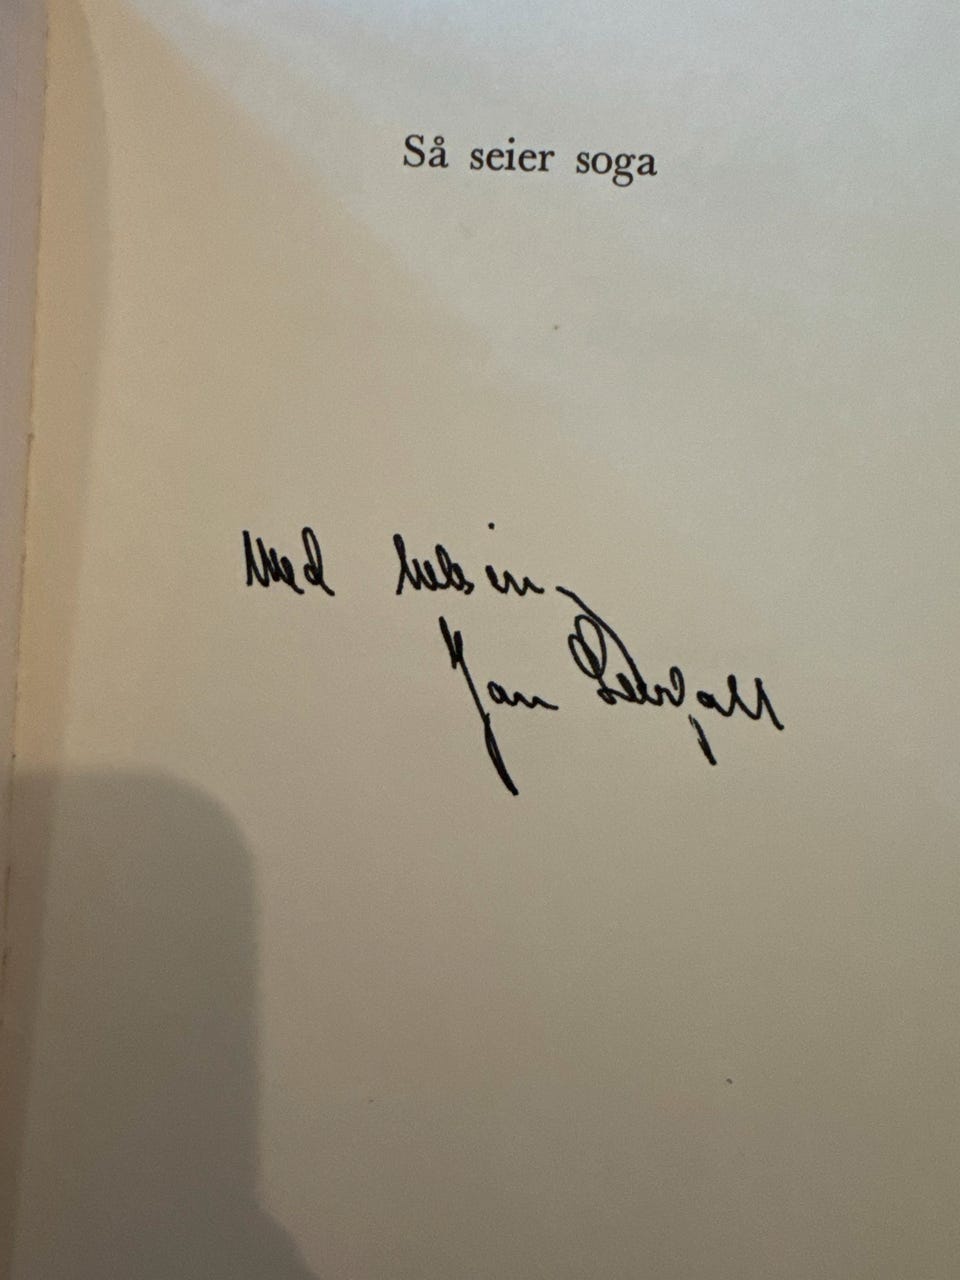 Så seier soga
Med helsing
Jan